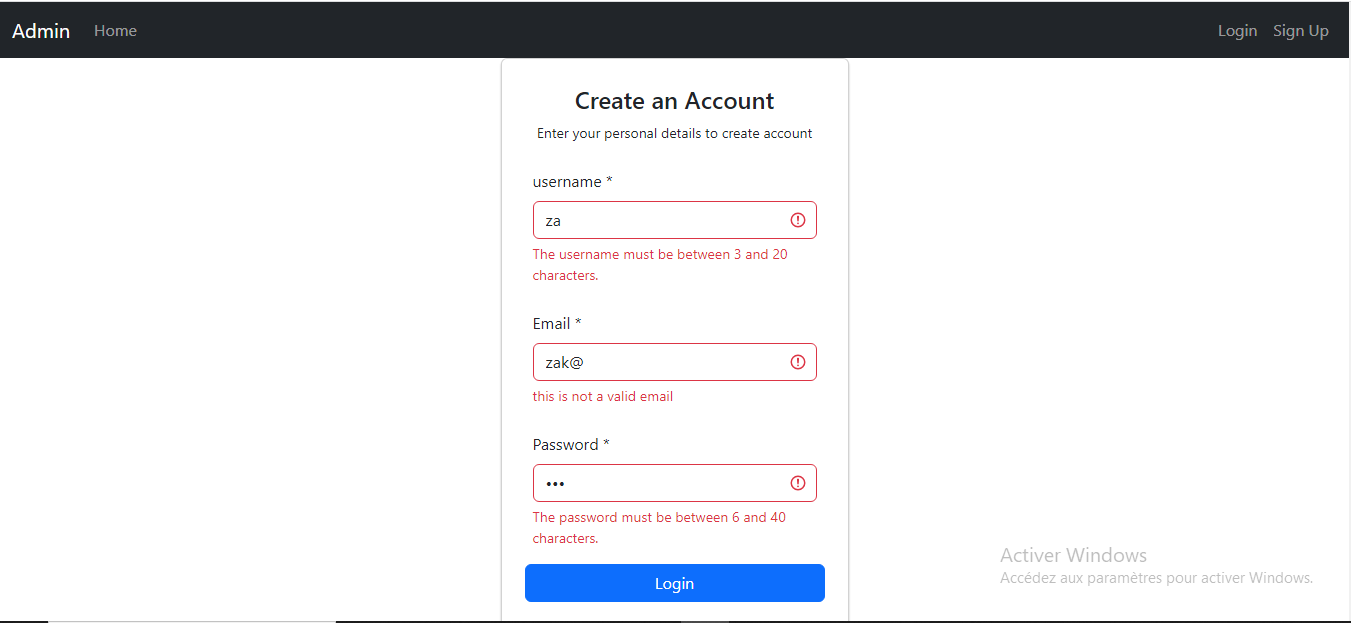 Admin Home Login Sign Up
Create an Account
Enter your personal details to create account
username *
za
The username must be between 3 and 20
characters.
Email *
zak@
this is not a valid email
Password *
•••
The password must be between 6 and 40
characters.
Login
Activer Windows
Accédez aux paramètres pour activer Windows.